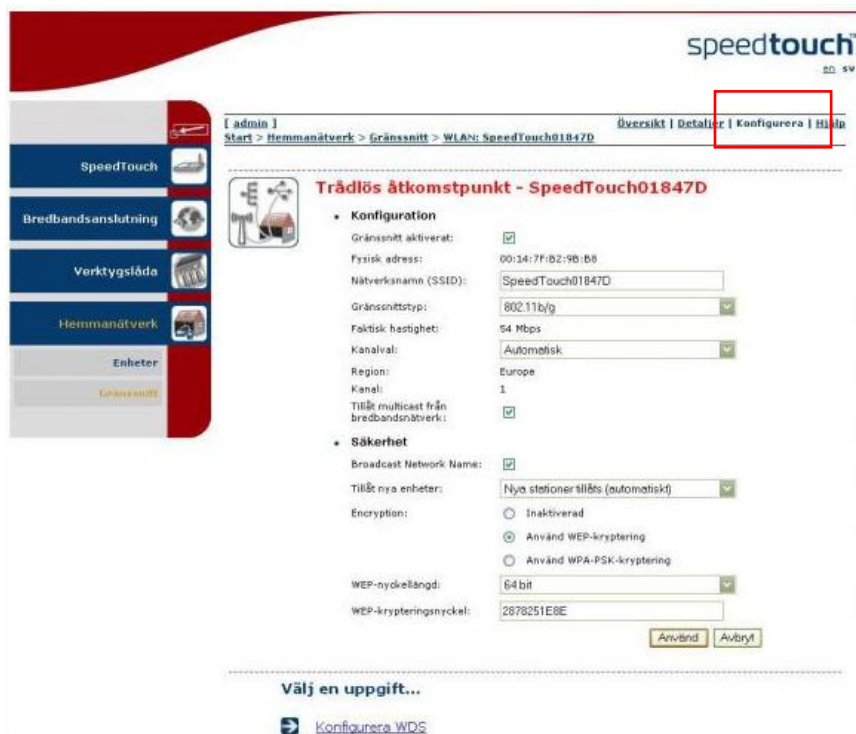 speedtouch™
en sv
[ admin ]
Översikt | Detaljer | Konfigurera | Hjälp
Start > Hemmanätverk > Gränssnitt > WLAN: SpeedTouch01847D
SpeedTouch
Bredbandsanslutning
Verktygslåda
Hemmanätverk
Enheter
Gränssnitt
Trådlös åtkomstpunkt - SpeedTouch01847D
• Konfiguration
Gränssnitt aktiverat:
Fysisk adress: 00:14:7F:B2:9B:B8
Nätverksnamn (SSID): SpeedTouch01847D
Gränssnittstyp: 802.11b/g
Faktisk hastighet: 54 Mbps
Kanalval: Automatisk
Region: Europe
Kanal: 1
Tillåt multicast från
bredbandsnätverk:
• Säkerhet
Broadcast Network Name:
Tillåt nya enheter: Nya stationer tillåts (automatiskt)
Encryption: Inaktiverad
Använd WEP-kryptering
Använd WPA-PSK-kryptering
WEP-nyckellängd: 64 bit
WEP-krypteringsnyckel: 2878251E8E
Använd Avbryt
Välj en uppgift...
Konfigurera WDS